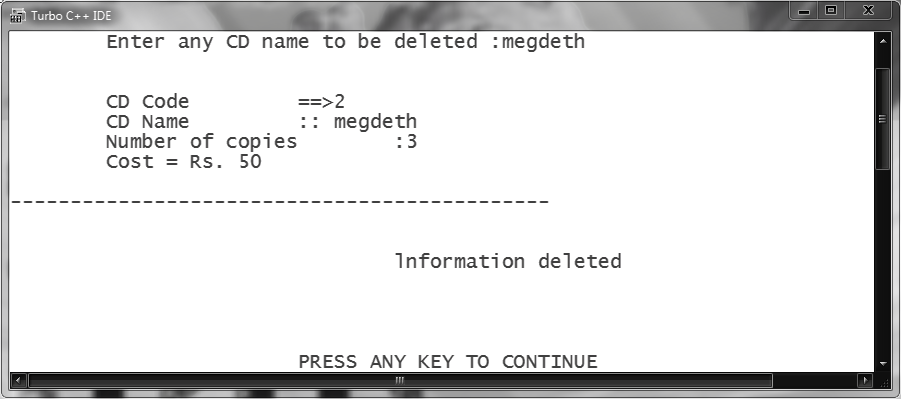 Turbo C++ IDE
Enter any CD name to be deleted :megdeth
CD Code ==>2
CD Name :: megdeth
Number of copies :3
Cost = Rs. 50
---------------------------------------------
lnformation deleted
PRESS ANY KEY TO CONTINUE